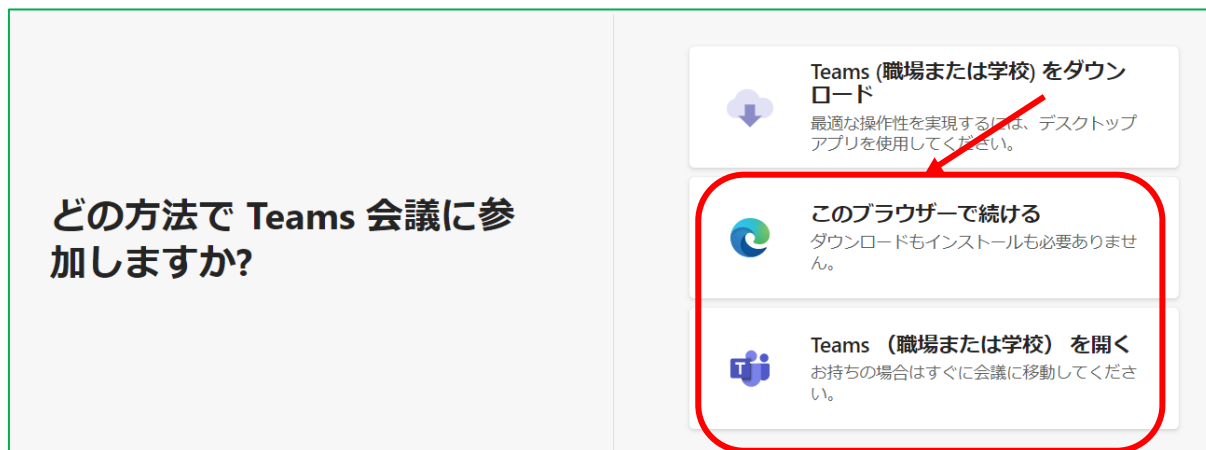 どの方法で Teams 会議に参
加しますか?
Teams (職場または学校) をダウン
ロード
最適な操作性を実現するには、デスクトップ
アプリを使用してください。
このブラウザーで続ける
ダウンロードもインストールも必要ありませ
ん。
Teams （職場または学校） を開く
お持ちの場合はすぐに会議に移動してくださ
い。